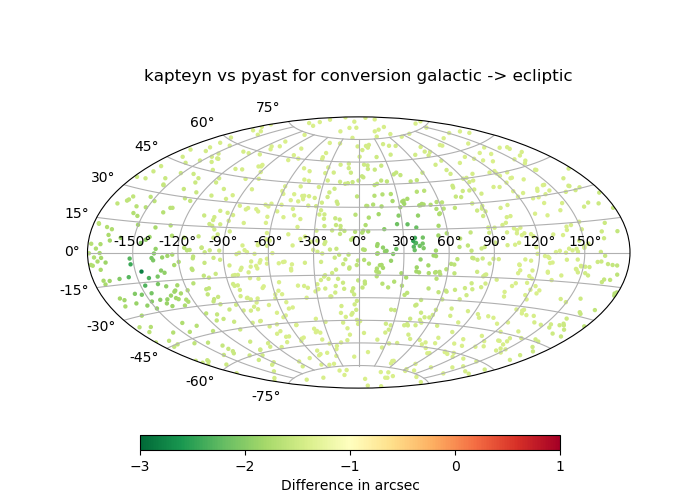 kapteyn vs pyast for conversion galactic -> ecliptic
75°
60°
45°
30°
15°
-150° -120° -90° -60° -30° 0° 30° 60° 90° 120° 150°
0°
-15°
-30°
-45°
-60°
-75°
−3 −2 −1 0 1
Difference in arcsec